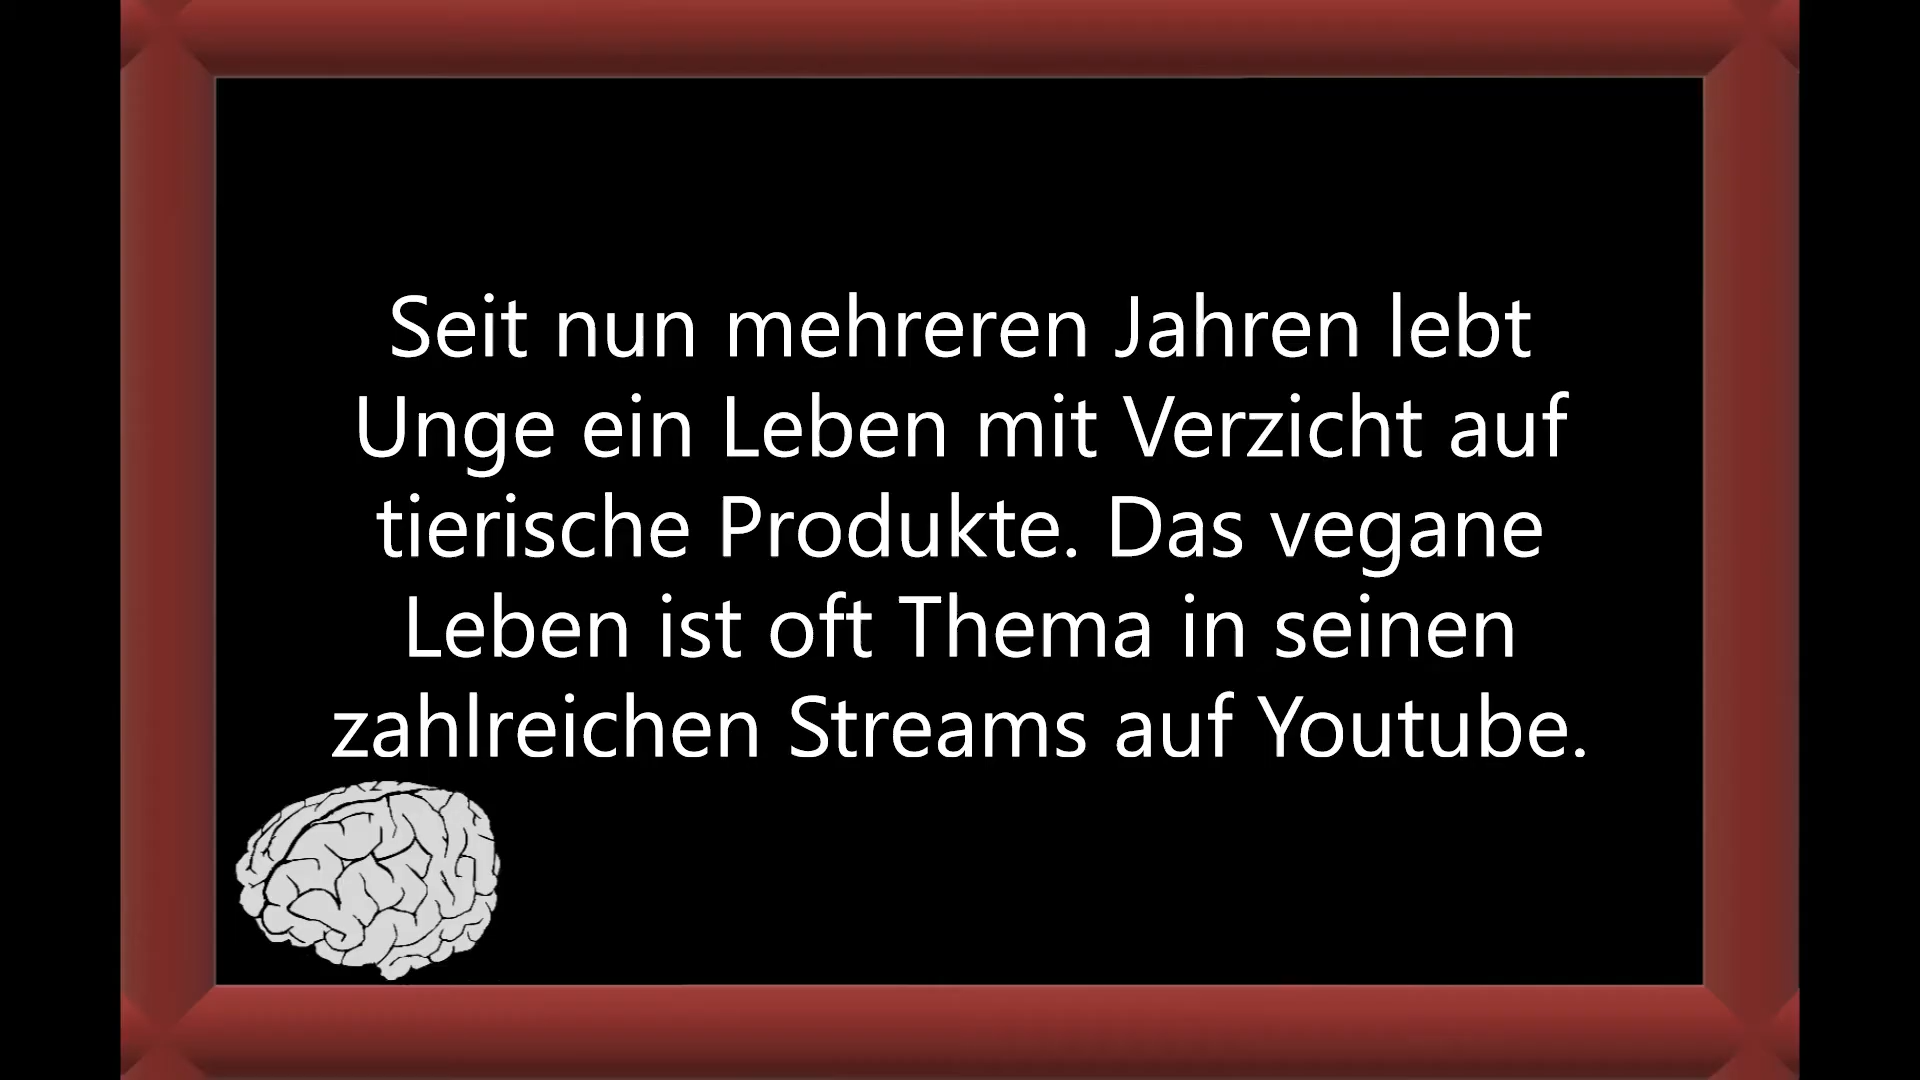 Seit nun mehreren Jahren lebt
Unge ein Leben mit Verzicht auf
tierische Produkte. Das vegane
Leben ist oft Thema in seinen
zahlreichen Streams auf Youtube.